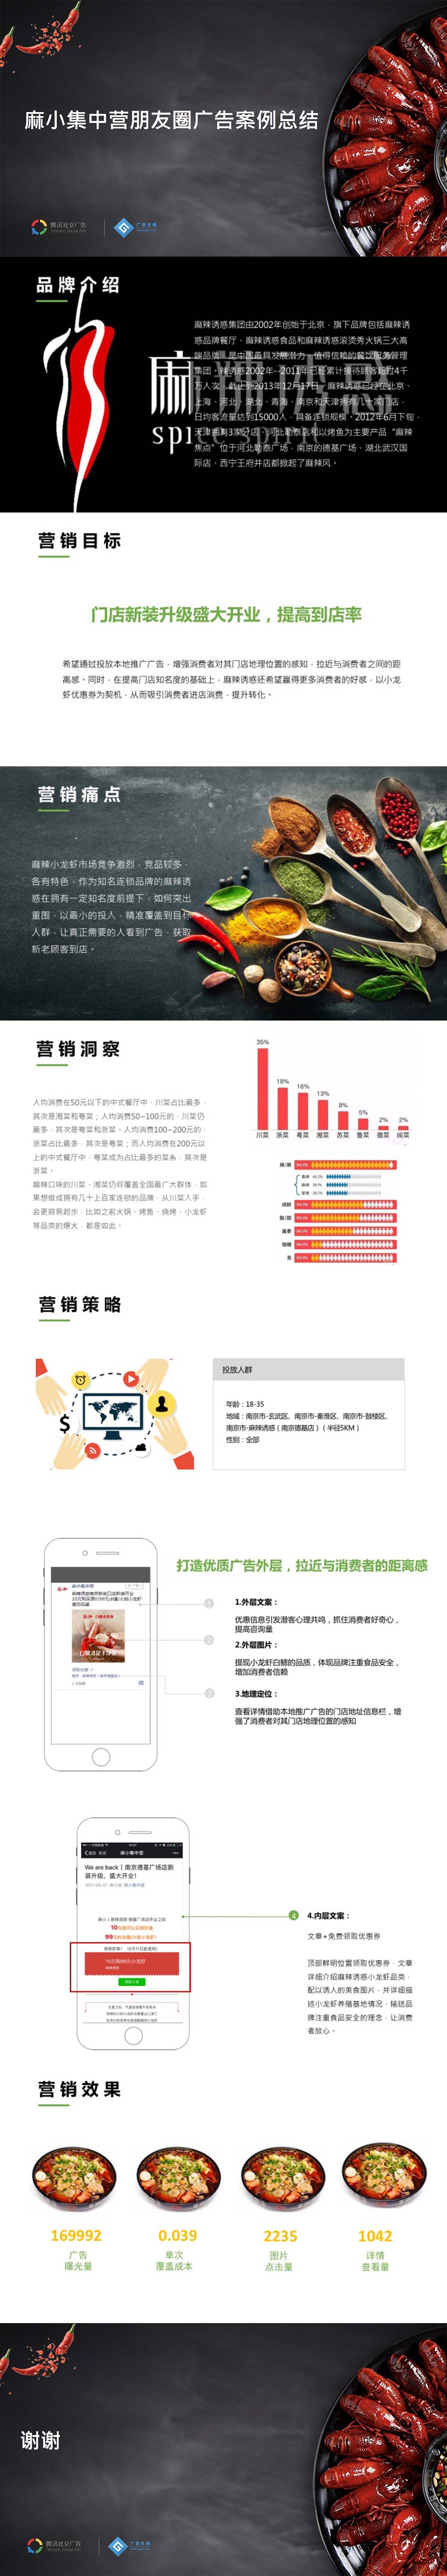 麻小集中营朋友圈广告案例总结
腾讯社交广告
Tencent Social Ads
品牌介绍
麻辣诱惑集团由2002年创始于北京，旗下品牌包括麻辣诱
惑品牌餐厅、麻辣诱惑食品和麻辣诱惑滚烫秀火锅三大高
端品牌，是中国最具发展潜力、值得信赖的餐饮服务管理
集团。辣诱惑2002年--2011年已经累计接待顾客超过4千
万人次，截止到2013年12月17日，麻辣诱惑已经在北京、
上海、河北、湖北、青海、南京和天津拥有几十家门店，
日均客流量达到15000人，具备连锁规模。2012年6月下旬，
天津拥有3家分店，河北勒泰店和以烤鱼为主要产品“麻辣
焦点”位于河北勒泰广场，南京的德基广场、湖北武汉国
际店、西宁王府井店都掀起了麻辣风。
spice spirit
营销目标
门店新装升级盛大开业，提高到店率
希望通过投放本地推广广告，增强消费者对其门店地理位置的感知，拉近与消费者之间的距
离感。同时，在提高门店知名度的基础上，麻辣诱惑还希望赢得更多消费者的好感，以小龙
虾优惠券为契机，从而吸引消费者进店消费，提升转化。
营销痛点
麻辣小龙虾市场竞争激烈，竞品较多，
各有特色，作为知名连锁品牌的麻辣诱
惑在拥有一定知名度前提下，如何突出
重围，以最小的投入，精准覆盖到目标
人群，让真正需要的人看到广告，获取
新老顾客到店。
营销洞察
人均消费在50元以下的中式餐厅中，川菜占比最多，
其次是湘菜和粤菜；人均消费50~100元的，川菜仍
最多，其次是粤菜和浙菜。人均消费100~200元的，
浙菜占比最多，其次是粤菜；而人均消费在200元以
上的中式餐厅中，粤菜成为占比最多的菜系，其次是
浙菜。
麻辣口味的川菜、湘菜仍将覆盖全国最广大群体，如
果想做成拥有几十上百家连锁的品牌，从川菜入手，
会更容易起步，比如之前火锅、烤鱼、烧烤、小龙虾
等品类的爆火，都是如此。
35%
18%
16%
13%
8%
5%
2%
2%
川菜 浙菜 粤菜 湘菜 苏菜 鲁菜 徽菜 闽菜
营销策略
投放人群
年龄：18-35
地域：南京市-玄武区、南京市-秦淮区、南京市-鼓楼区、
南京市-麻辣诱惑（南京德基店）（半径5KM）
性别：全部
打造优质广告外层，拉近与消费者的距离感
麻小集中营
1
1.外层文案：
优惠信息引发潜客心理共鸣，抓住消费者好奇心，
提高咨询量
2
2.外层图片：
提现小龙虾白鳃的品质，体现品牌注重食品安全，
增加消费者信赖
3
3.地理定位：
查看详情借助本地推广广告的门店地址信息栏，增
强了消费者对其门店地理位置的感知
麻小集中营
We are back丨南京德基广场店新
装升级，盛大开业！
4
4.内层文案：
文章+免费领取优惠券
顶部鲜明位置领取优惠券，文章
详细介绍麻辣诱惑小龙虾品类，
配以诱人的美食图片，并详细描
述小龙虾养殖基地情况，输送品
牌注重食品安全的理念，让消费
者放心。
营销效果
169992
广告
曝光量
0.039
单次
覆盖成本
2235
图片
点击量
1042
详情
查看量
谢谢
腾讯社交广告
Tencent Social Ads